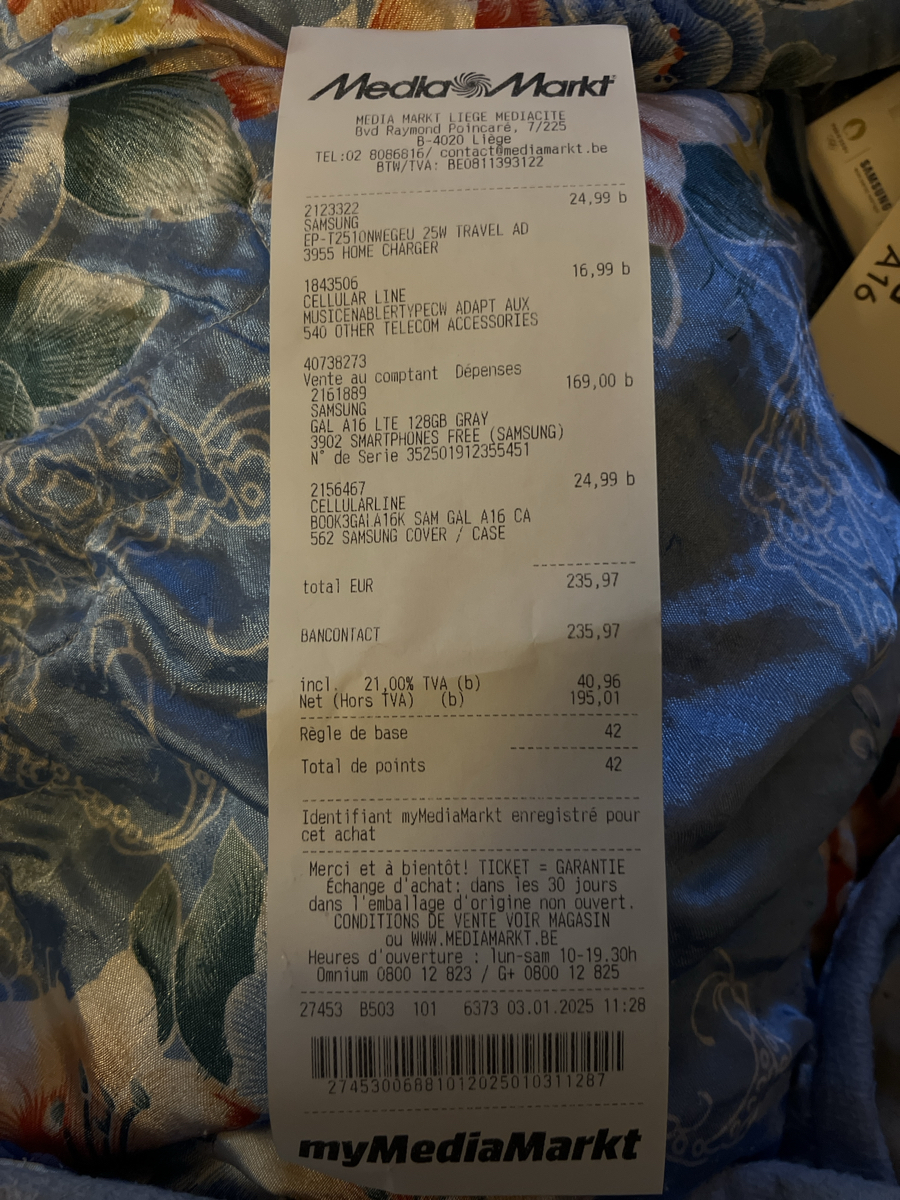 Media Markt
MEDIA MARKT LIEGE MEDIACITE
Bvd Raymond Poincaré, 7/225
B-4020 Liège
TEL:02 8086816/ contact@mediamarkt.be
BTW/TVA: BE0811393122
2123322 24,99 b
SAMSUNG
EP-T2510NWEGEU 25W TRAVEL AD
3955 HOME CHARGER
1843506 16,99 b
CELLULAR LINE
MUSICENABLERTYPECW ADAPT AUX
540 OTHER TELECOM ACCESSORIES
40738273
Vente au comptant Dépenses
2161889 169,00 b
SAMSUNG
GAL A16 LTE 128GB GRAY
3902 SMARTPHONES FREE (SAMSUNG)
N° de Serie 352501912355451
2156467 24,99 b
CELLULARLINE
BOOK3GALA16K SAM GAL A16 CA
562 SAMSUNG COVER / CASE
total EUR 235,97
BANCONTACT 235,97
incl. 21,00% TVA (b) 40,96
Net (Hors TVA) (b) 195,01
Règle de base 42
Total de points 42
Identifiant myMediaMarkt enregistré pour
cet achat
Merci et à bientôt! TICKET = GARANTIE
Échange d'achat: dans les 30 jours
dans l'emballage d'origine non ouvert.
CONDITIONS DE VENTE VOIR MAGASIN
ou WWW.MEDIAMARKT.BE
Heures d'ouverture : lun-sam 10-19.30h
Omnium 0800 12 823 / G+ 0800 12 825
27453 B503 101 6373 03.01.2025 11:28
2745300688101202501031128​7
myMediaMarkt
SAMSUNG
A16